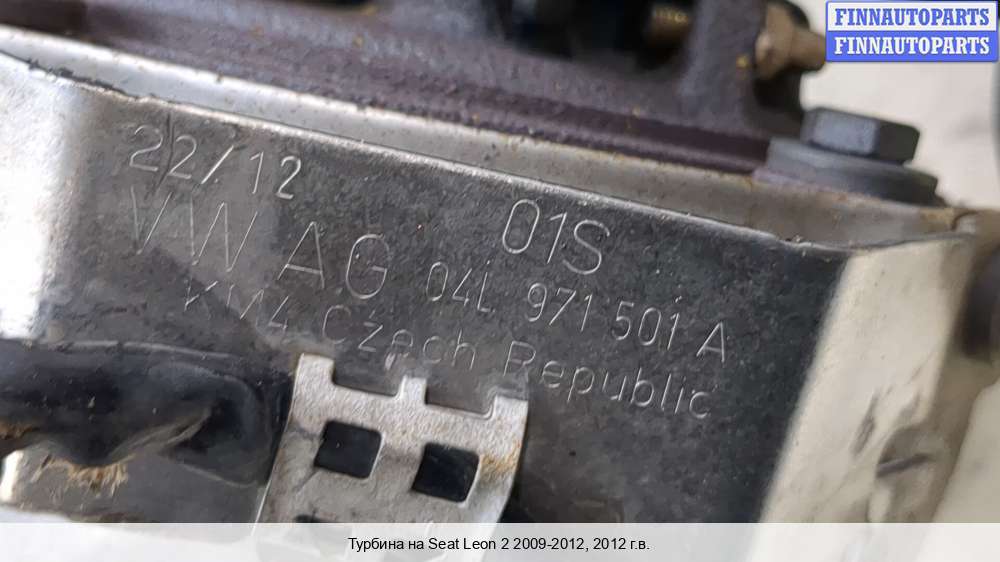 FINNAUTOPARTS
FINNAUTOPARTS
22/12
01S
VW AG 04L 971 501 A
KV4 Czech Republic
Турбина на Seat Leon 2 2009-2012, 2012 г.в.